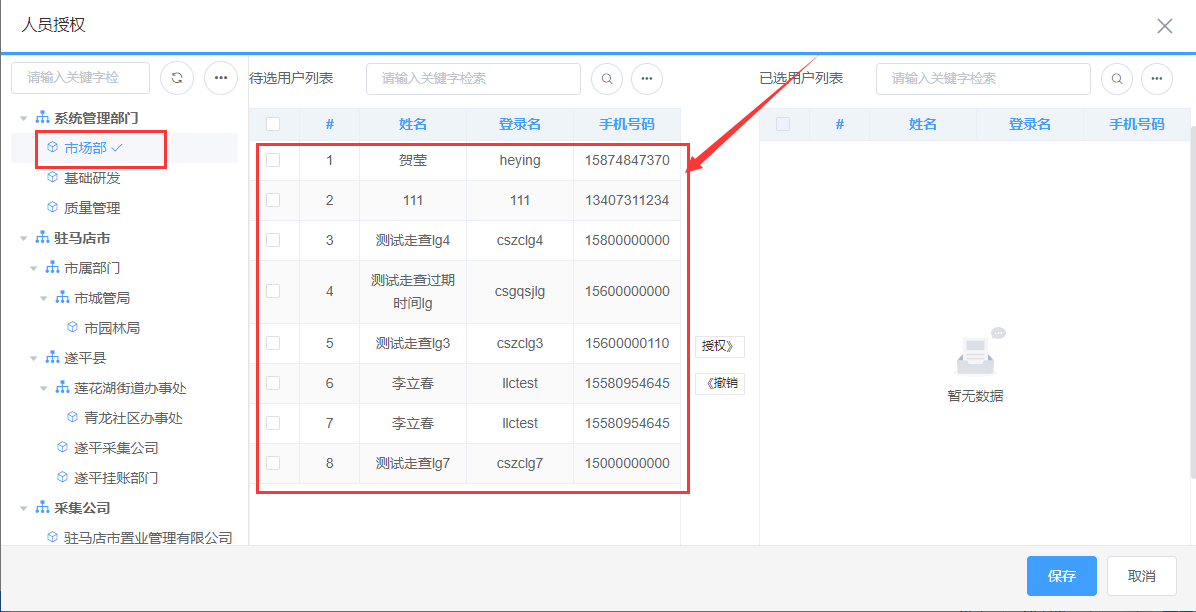 人员授权
请输入关键字检
系统管理部门
市场部
基础研发
质量管理
驻马店市
市属部门
市城管局
市园林局
遂平县
莲花湖街道办事处
青龙社区办事处
遂平采集公司
遂平挂账部门
采集公司
驻马店市置业管理有限公司
待选用户列表 请输入关键字检索
# 姓名 登录名 手机号码
1 贺莹 heying 15874847370
2 111 111 13407311234
3 测试走查lg4 cszclg4 15800000000
4 测试走查过期时间lg csgqsjlg 15600000000
5 测试走查lg3 cszclg3 15600000110
6 李立春 llctest 15580954645
7 李立春 llctest 15580954645
8 测试走查lg7 cszclg7 15000000000
授权》
《撤销
已选用户列表 请输入关键字检索
# 姓名 登录名 手机号码
暂无数据
保存 取消